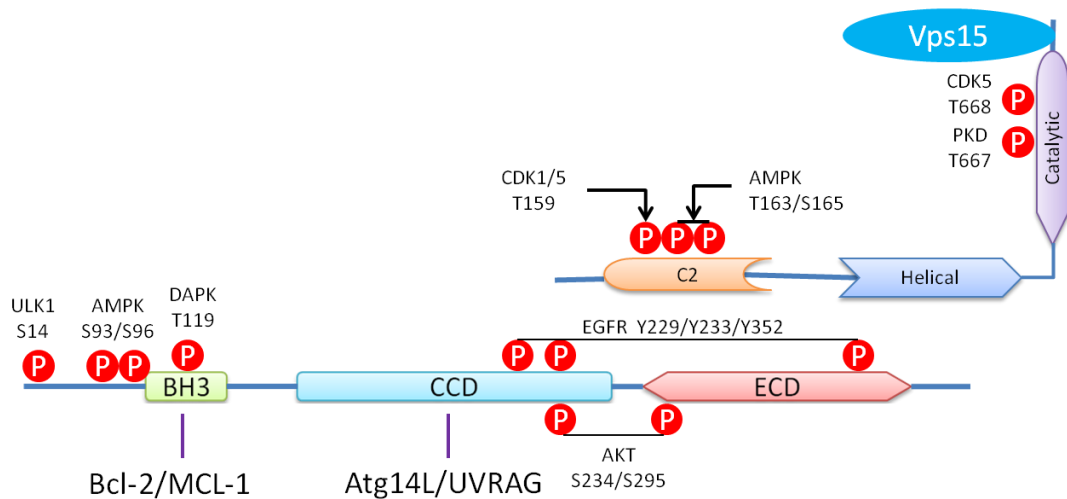 Vps15
CDK5
T668
P
PKD
T667
P
Catalytic
CDK1/5
T159
AMPK
T163/S165
P P P
C2
Helical
ULK1
S14
AMPK
S93/S96
DAPK
T119
EGFR Y229/Y233/Y352
P P P P P P P
BH3
CCD
ECD
P P
AKT
S234/S295
Bcl-2/MCL-1
Atg14L/UVRAG